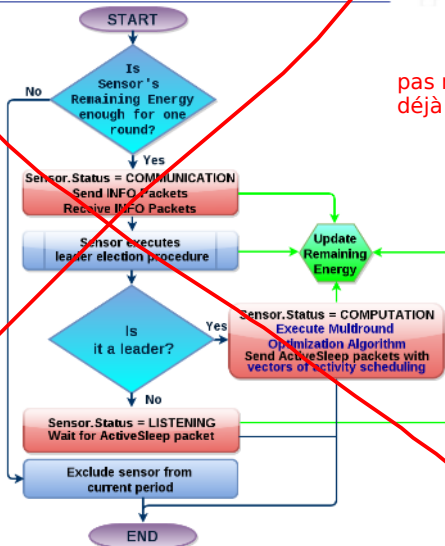 START
Is
Sensor's
Remaining Energy
enough for one
round?
No
pas
déjà
Yes
Sensor.Status = COMMUNICATION
Send INFO Packets
Receive INFO Packets
Sensor executes
leader election procedure
Update
Remaining
Energy
Is
it a leader?
Yes
Sensor.Status = COMPUTATION
Execute Multiround
Optimization Algorithm
Send ActiveSleep packets with
vectors of activity scheduling
No
Sensor.Status = LISTENING
Wait for ActiveSleep packet
Exclude sensor from
current period
END